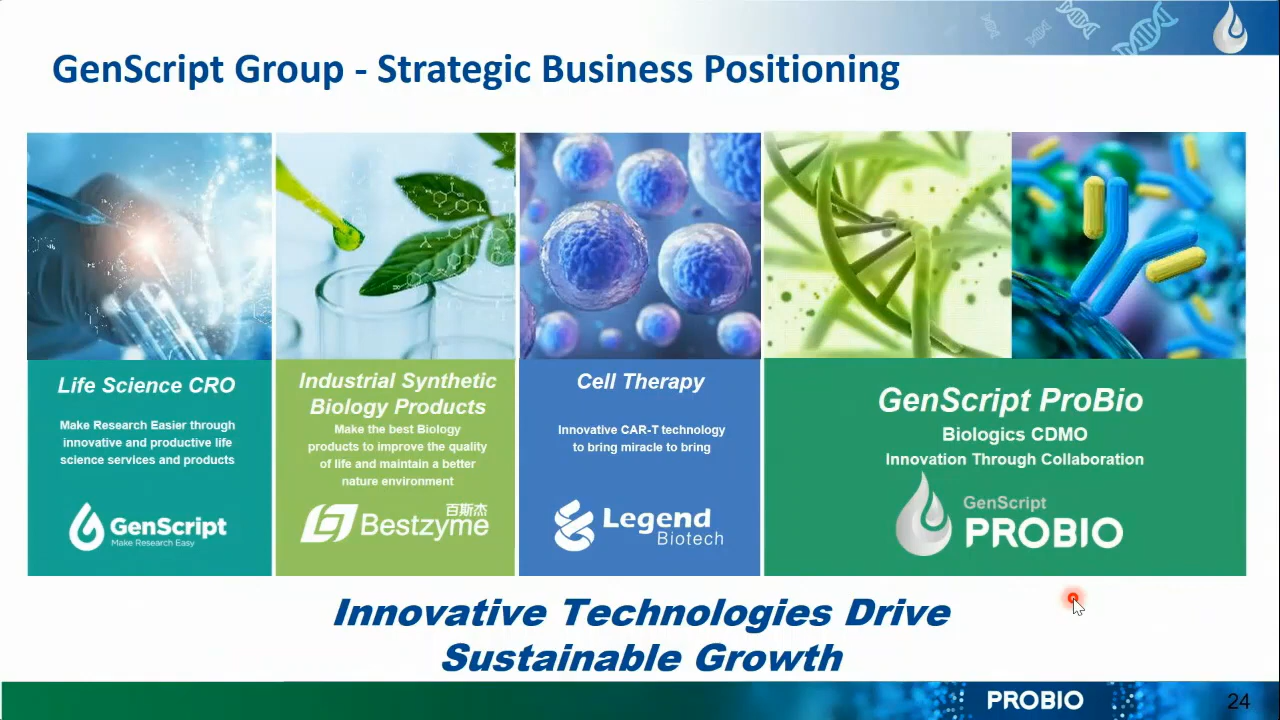 GenScript Group - Strategic Business Positioning
Life Science CRO
Make Research Easier through
innovative and productive life
science services and products
GenScript
Make Research Easy
Industrial Synthetic
Biology Products
Make the best Biology
products to improve the quality
of life and maintain a better
nature environment
百斯杰
Bestzyme
Cell Therapy
Innovative CAR-T technology
to bring miracle to bring
Legend
Biotech
GenScript ProBio
Biologics CDMO
Innovation Through Collaboration
GenScript
PROBIO
Innovative Technologies Drive
Sustainable Growth
PROBIO
24